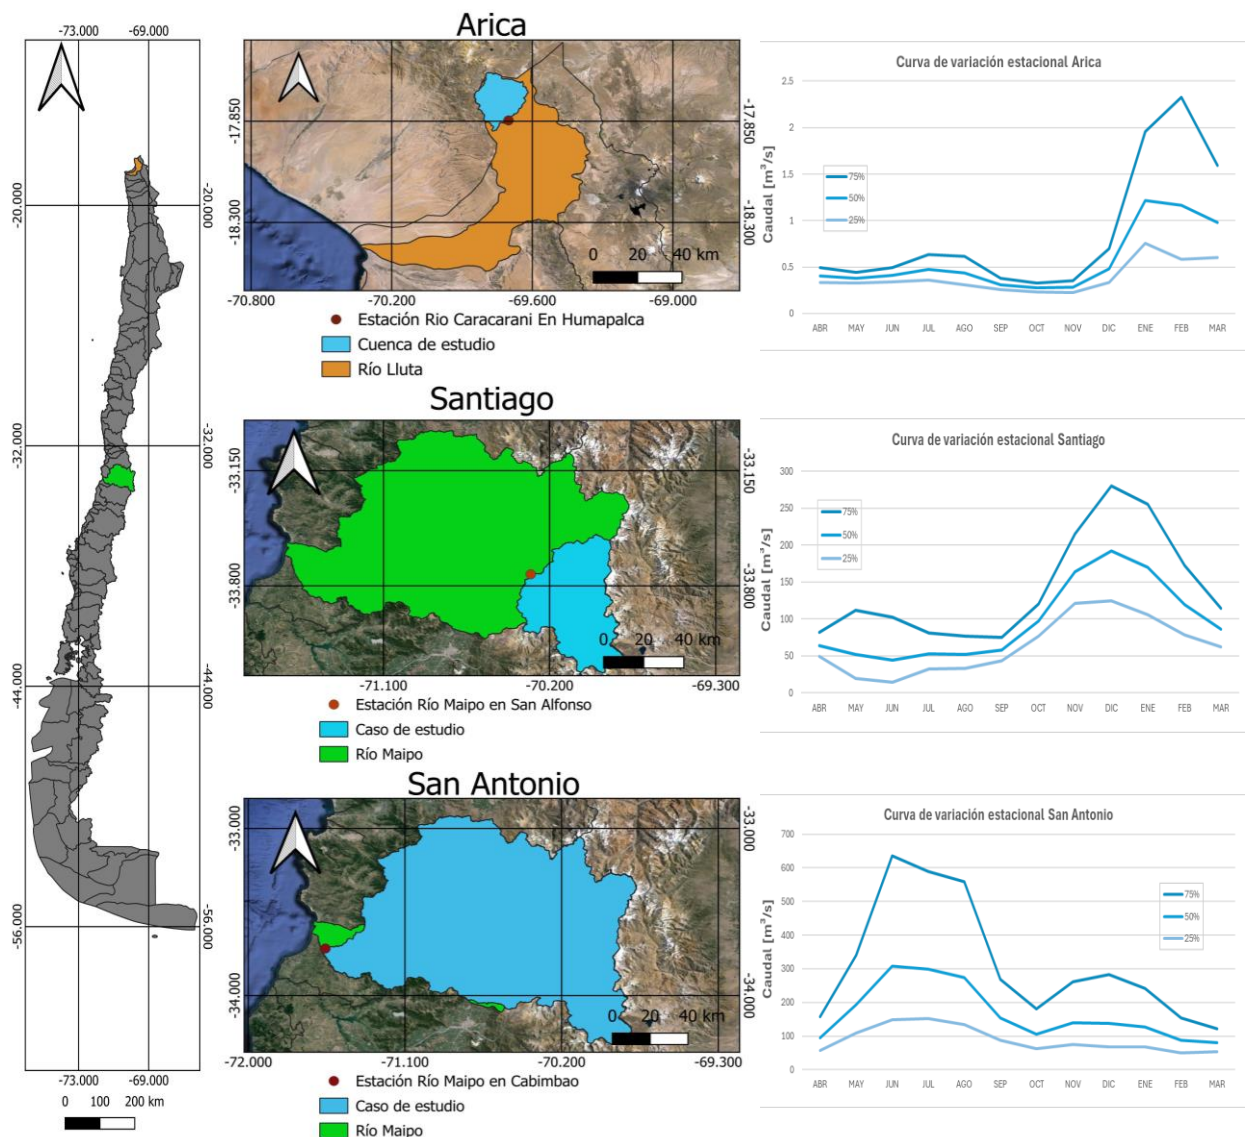 -73.000 -69.000
-20.000
-20.000
-32.000
-32.000
-44.000
-44.000
-56.000
-56.000
-73.000 -69.000
0 100 200 km
Arica
-17.850
-17.850
-18.300
-18.300
0 20 40 km
-70.800 -70.200 -69.600 -69.000
Estación Rio Caracarani En Humapalca
Cuenca de estudio
Río Lluta
Curva de variación estacional Arica
Caudal [m³/s]
2.5
2
1.5
1
0.5
0
75%
50%
25%
ABR MAY JUN JUL AGO SEP OCT NOV DIC ENE FEB MAR
Santiago
-33.150
-33.150
-33.800
-33.800
0 20 40 km
-71.100 -70.200 -69.300
Estación Río Maipo en San Alfonso
Caso de estudio
Río Maipo
Curva de variación estacional Santiago
Caudal [m³/s]
300
250
200
150
100
50
0
75%
50%
25%
ABR MAY JUN JUL AGO SEP OCT NOV DIC ENE FEB MAR
San Antonio
-33.000
-33.000
-34.000
-34.000
0 20 40 km
-72.000 -71.100 -70.200 -69.300
Estación Río Maipo en Cabimbao
Caso de estudio
Río Maipo
Curva de variación estacional San Antonio
Caudal [m³/s]
700
600
500
400
300
200
100
0
75%
50%
25%
ABR MAY JUN JUL AGO SEP OCT NOV DIC ENE FEB MAR